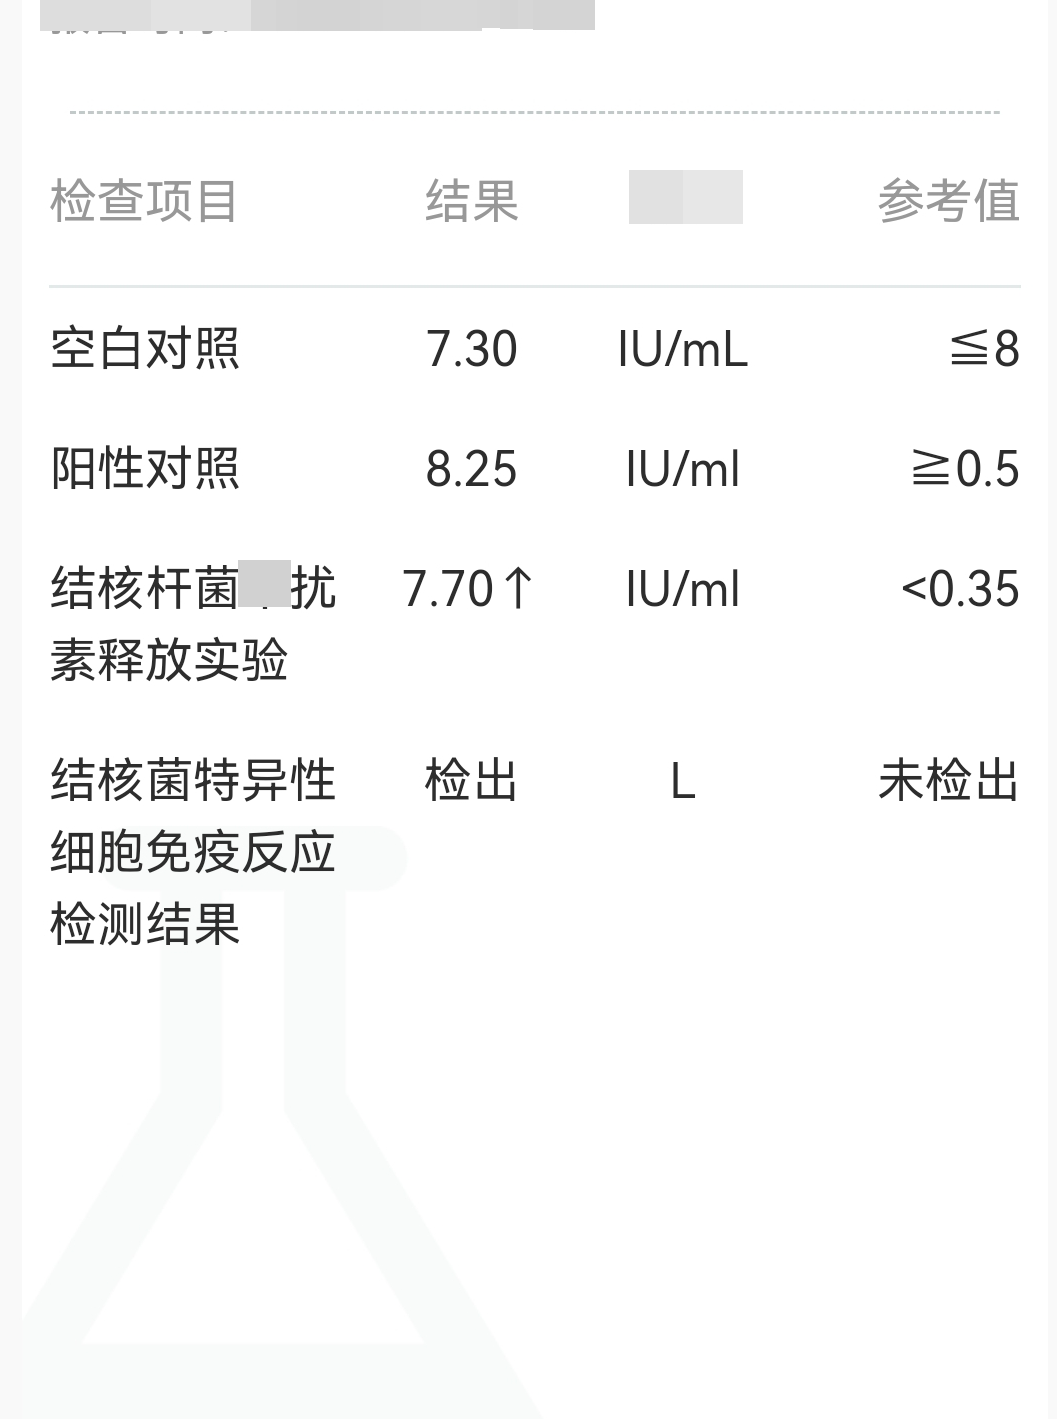 检查项目 结果 参考值
空白对照 7.30 IU/mL ≦8
阳性对照 8.25 IU/ml ≧0.5
结核杆菌 扰 7.70↑ IU/ml <0.35
素释放实验
结核菌特异性 检出 L 未检出
细胞免疫反应
检测结果